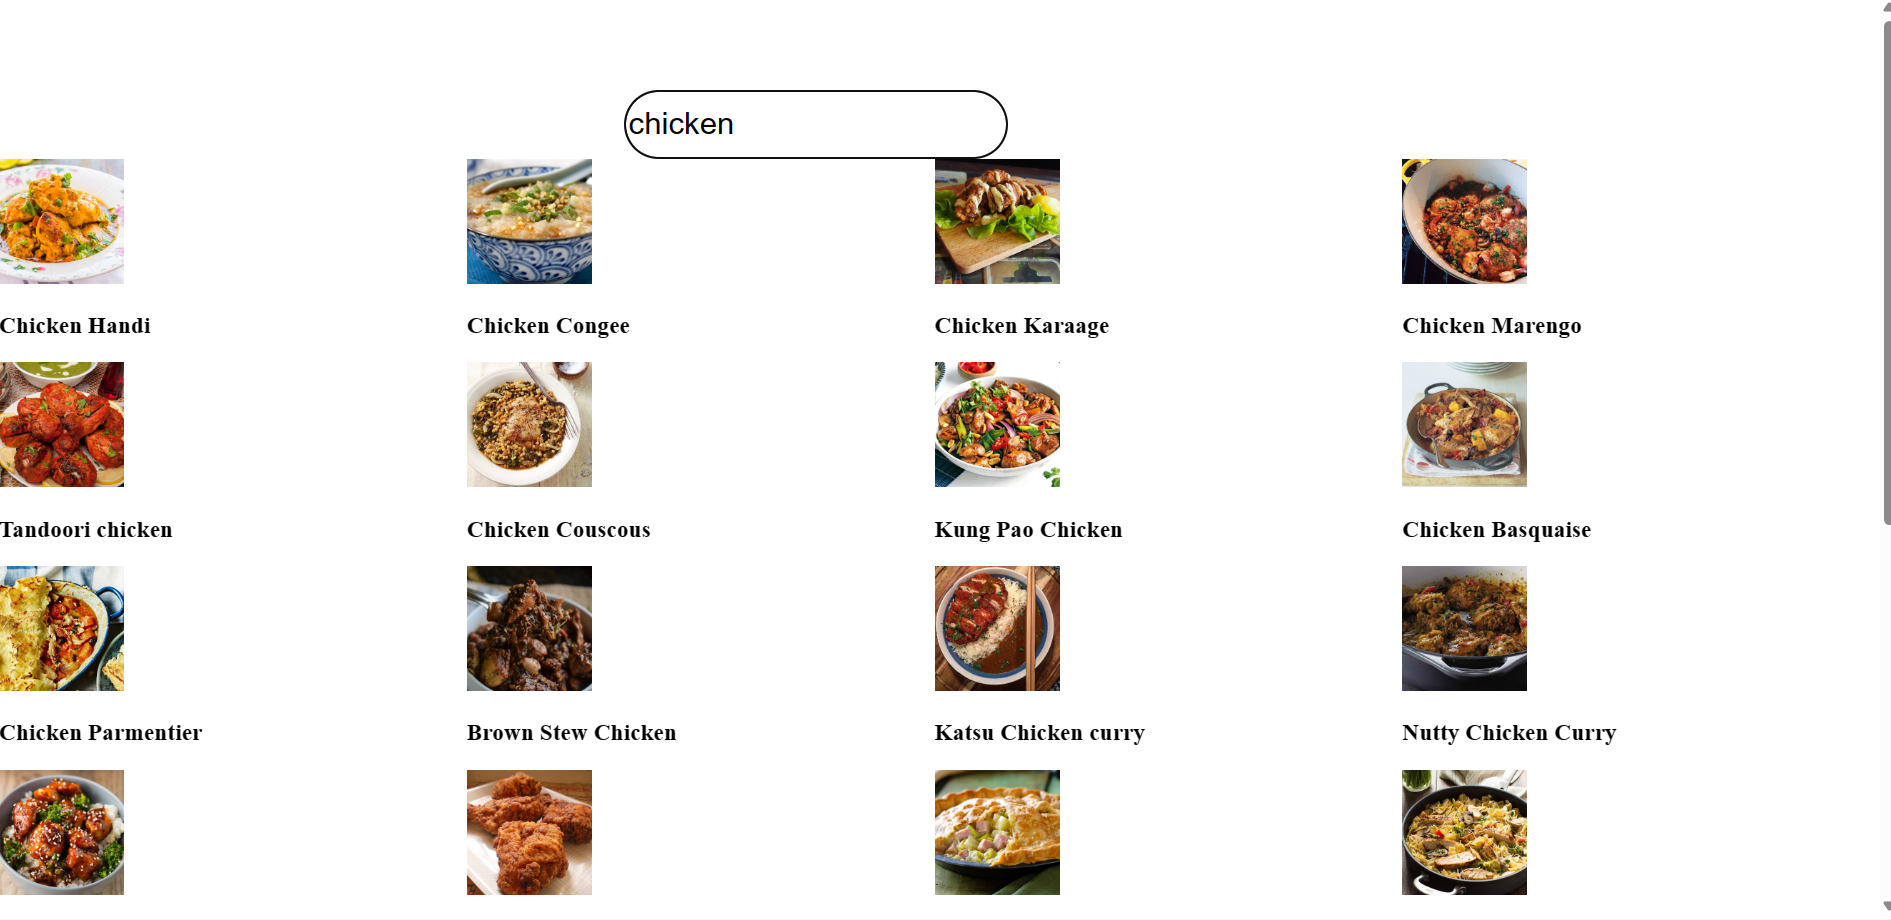 chicken
Chicken Handi
Chicken Congee
Chicken Karaage
Chicken Marengo
Tandoori chicken
Chicken Couscous
Kung Pao Chicken
Chicken Basquaise
Chicken Parmentier
Brown Stew Chicken
Katsu Chicken curry
Nutty Chicken Curry